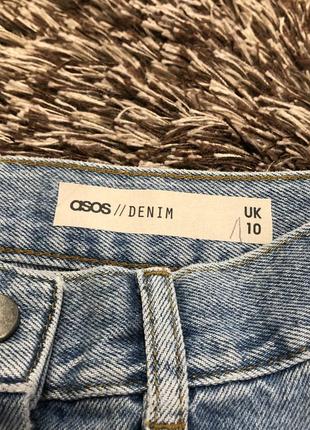 asos // DENIM
UK
10